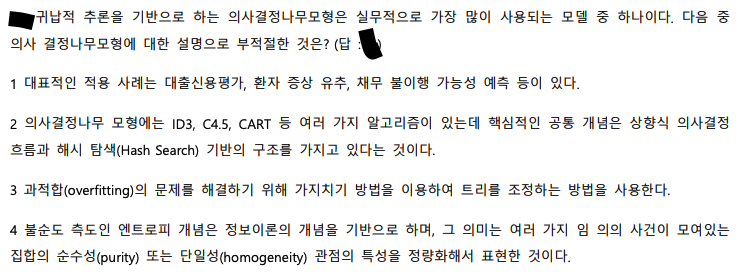 귀납적 추론을 기반으로 하는 의사결정나무모형은 실무적으로 가장 많이 사용되는 모델 중 하나이다. 다음 중
의사 결정나무모형에 대한 설명으로 부적절한 것은? (답 : )
1 대표적인 적용 사례는 대출신용평가, 환자 증상 유추, 채무 불이행 가능성 예측 등이 있다.
2 의사결정나무 모형에는 ID3, C4.5, CART 등 여러 가지 알고리즘이 있는데 핵심적인 공통 개념은 상향식 의사결정
흐름과 해시 탐색(Hash Search) 기반의 구조를 가지고 있다는 것이다.
3 과적합(overfitting)의 문제를 해결하기 위해 가지치기 방법을 이용하여 트리를 조정하는 방법을 사용한다.
4 불순도 측도인 엔트로피 개념은 정보이론의 개념을 기반으로 하며, 그 의미는 여러 가지 임 의의 사건이 모여있는
집합의 순수성(purity) 또는 단일성(homogeneity) 관점의 특성을 정량화해서 표현한 것이다.